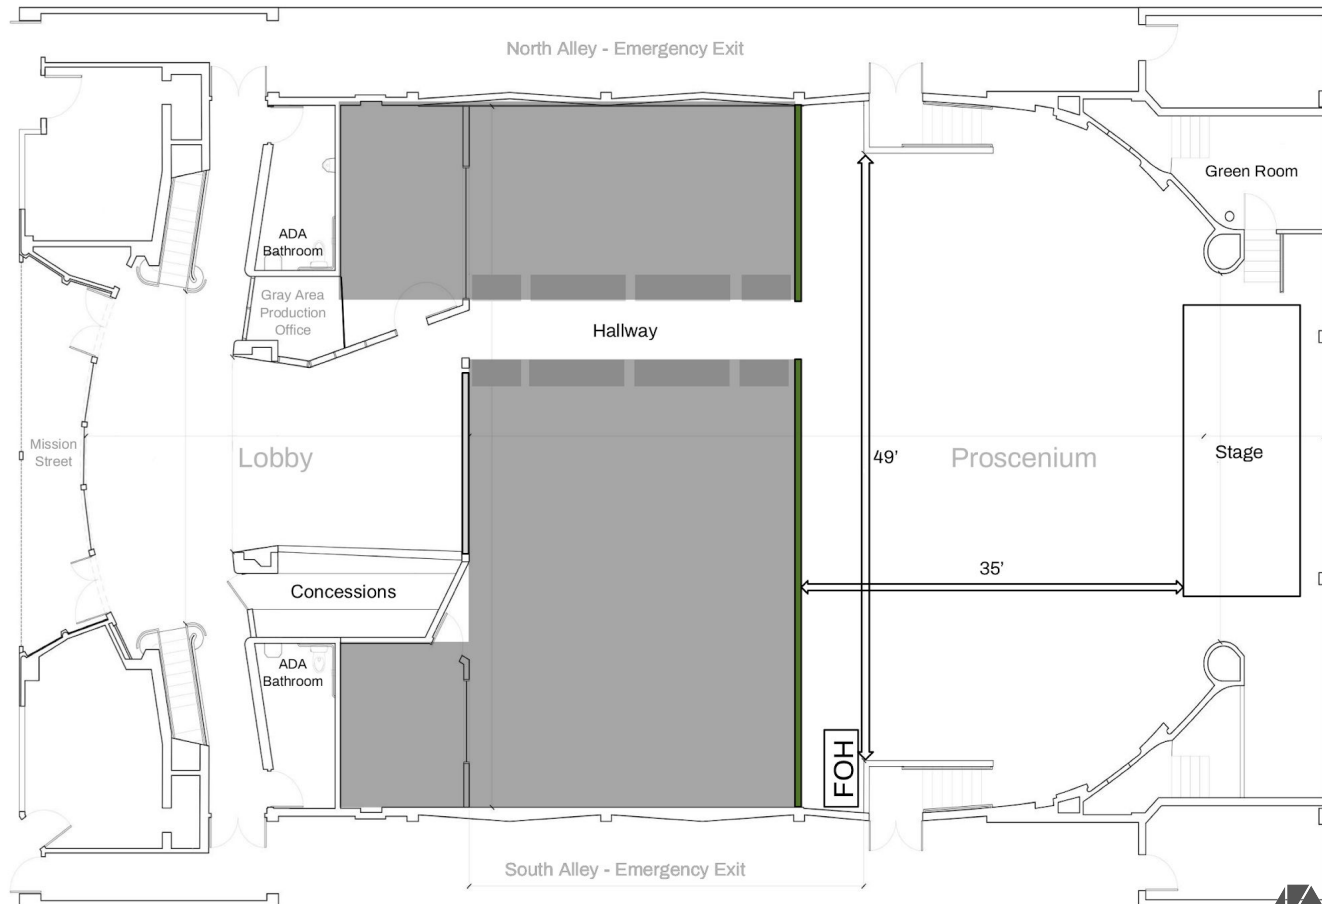 North Alley - Emergency Exit
Green Room
ADA
Bathroom
Gray Area
Production
Office
Hallway
Mission
Street
Lobby
49'
Proscenium
Stage
35'
Concessions
ADA
Bathroom
FOH
South Alley - Emergency Exit